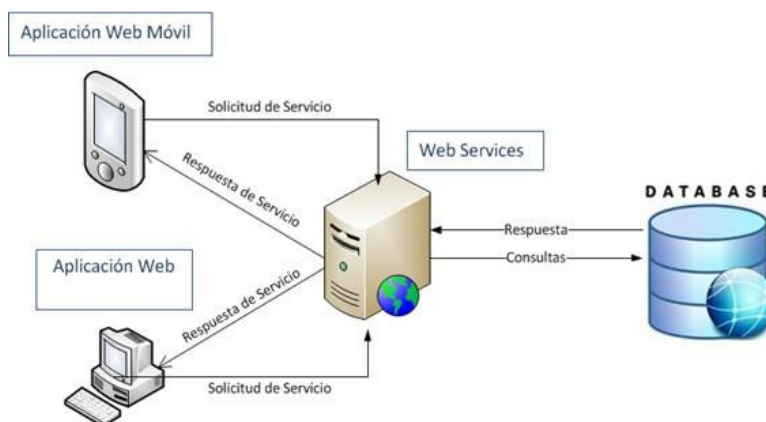 Aplicación Web Móvil
Solicitud de Servicio
Web Services
Respuesta de Servicio
DATABASE
Respuesta
Consultas
Aplicación Web
Respuesta de Servicio
Solicitud de Servicio